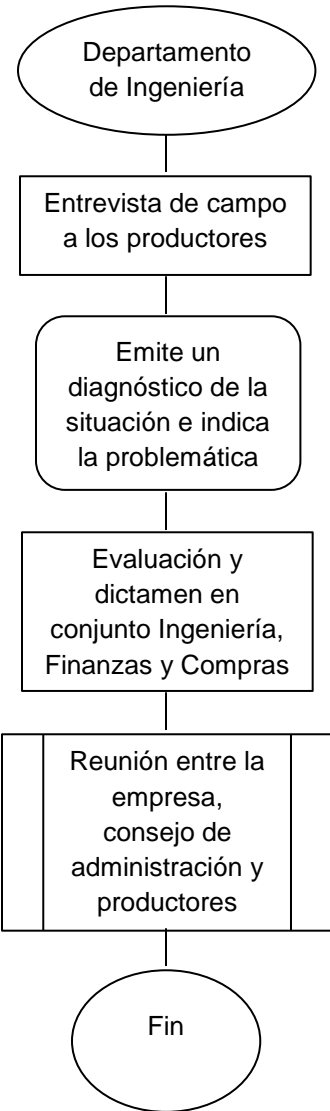 Departamento
de Ingeniería
Entrevista de campo
a los productores
Emite un
diagnóstico de la
situación e indica
la problemática
Evaluación y
dictamen en
conjunto Ingeniería,
Finanzas y Compras
Reunión entre la
empresa,
consejo de
administración y
productores
Fin